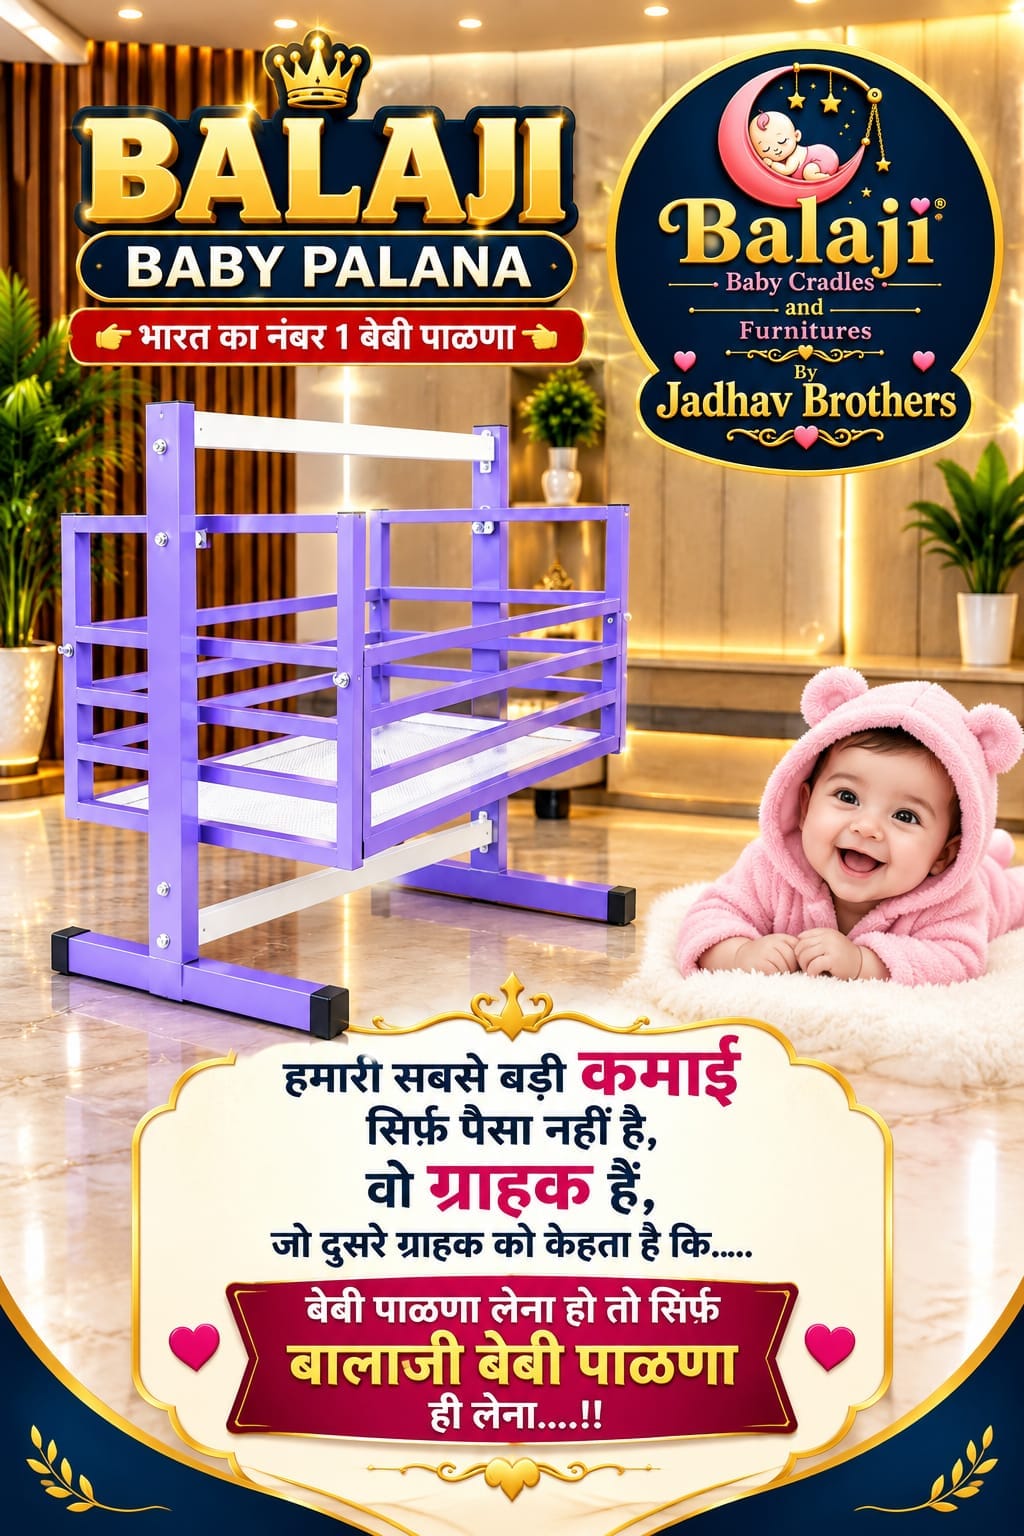 BALAJI
BABY PALANA
👉 भारत का नंबर 1 बेबी पाळणा 👈
Balaji®
Baby Cradles
and
Furnitures
By
Jadhav Brothers
हमारी सबसे बड़ी कमाई
सिर्फ़ पैसा नहीं है,
वो ग्राहक हैं,
जो दुसरे ग्राहक को केहता है कि.....
बेबी पाळणा लेना हो तो सिर्फ़
बालाजी बेबी पाळणा
ही लेना....!!